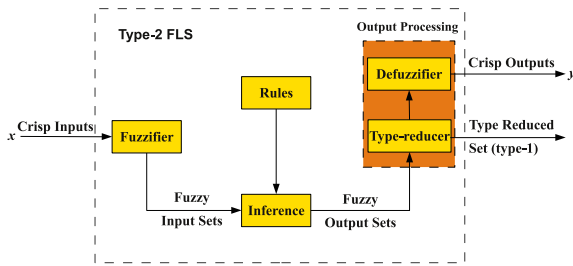 Type-2 FLS
Output Processing
Defuzzifier
Crisp Outputs
y
Rules
x
Crisp Inputs
Fuzzifier
Type-reducer
Type Reduced
Set (type-1)
Fuzzy
Input Sets
Inference
Fuzzy
Output Sets